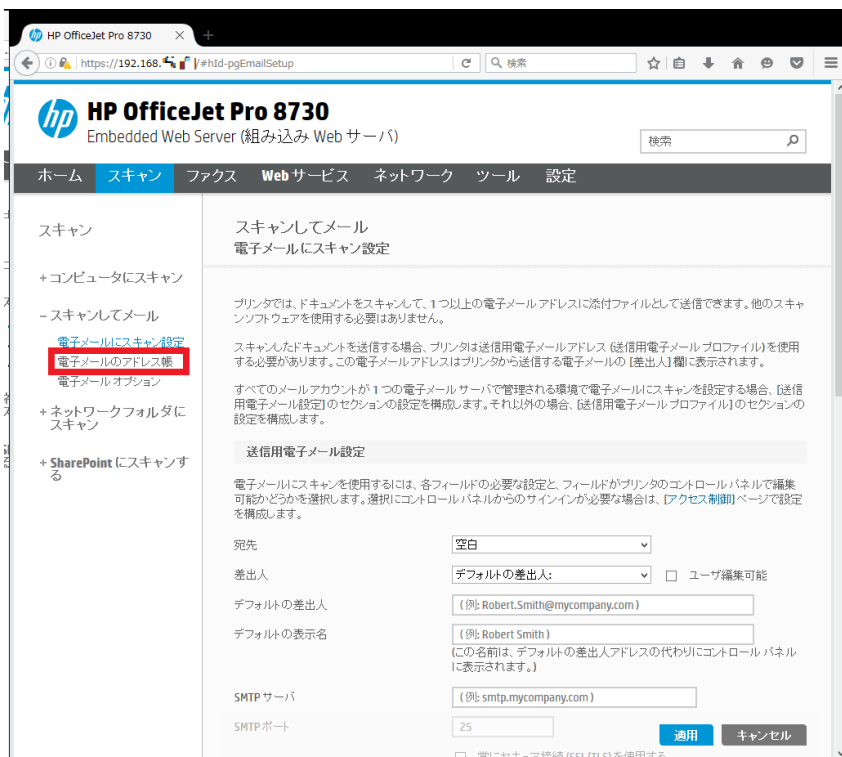 HP OfficeJet Pro 8730
https://192.168. /#hId-pgEmailSetup
検索
hp
HP OfficeJet Pro 8730
Embedded Web Server (組み込み Web サーバ)
検索
ホーム スキャン ファクス Webサービス ネットワーク ツール 設定
スキャン
+コンピュータにスキャン
-スキャンしてメール
電子メールにスキャン設定
電子メールのアドレス帳
電子メール オプション
+ネットワークフォルダに
スキャン
+SharePoint にスキャンす
る
スキャンしてメール
電子メールにスキャン設定
プリンタでは、ドキュメントをスキャンして、1つ以上の電子メール アドレスに添付ファイルとして送信できます。他のスキャ
ンソフトウェアを使用する必要はありません。
スキャンしたドキュメントを送信する場合、プリンタは送信用電子メール アドレス (送信用電子メール プロファイル)を使用
する必要があります。この電子メール アドレスはプリンタから送信する電子メールの [差出人] 欄に表示されます。
すべてのメール アカウントが 1つの電子メール サーバで管理される環境で電子メールにスキャンを設定する場合、[送信
用電子メール設定]のセクションの設定を構成します。それ以外の場合、[送信用電子メール プロファイル]のセクションの
設定を構成します。
送信用電子メール設定
電子メールにスキャンを使用するには、各フィールドの必要な設定と、フィールドがプリンタのコントロール パネルで編集
可能かどうかを選択します。選択にコントロール パネルからのサインインが必要な場合は、[アクセス制御]ページで設定
を構成します。
宛先 空白
差出人 デフォルトの差出人: ユーザ編集可能
デフォルトの差出人 (例: Robert.Smith@mycompany.com)
デフォルトの表示名 (例: Robert Smith)
(この名前は、デフォルトの差出人アドレスの代わりにコントロール パネル
に表示されます。)
SMTP サーバ (例: smtp.mycompany.com)
SMTP ポート 25
適用 キャンセル
常にセキュア接続 (SSL/TLS) を使用する